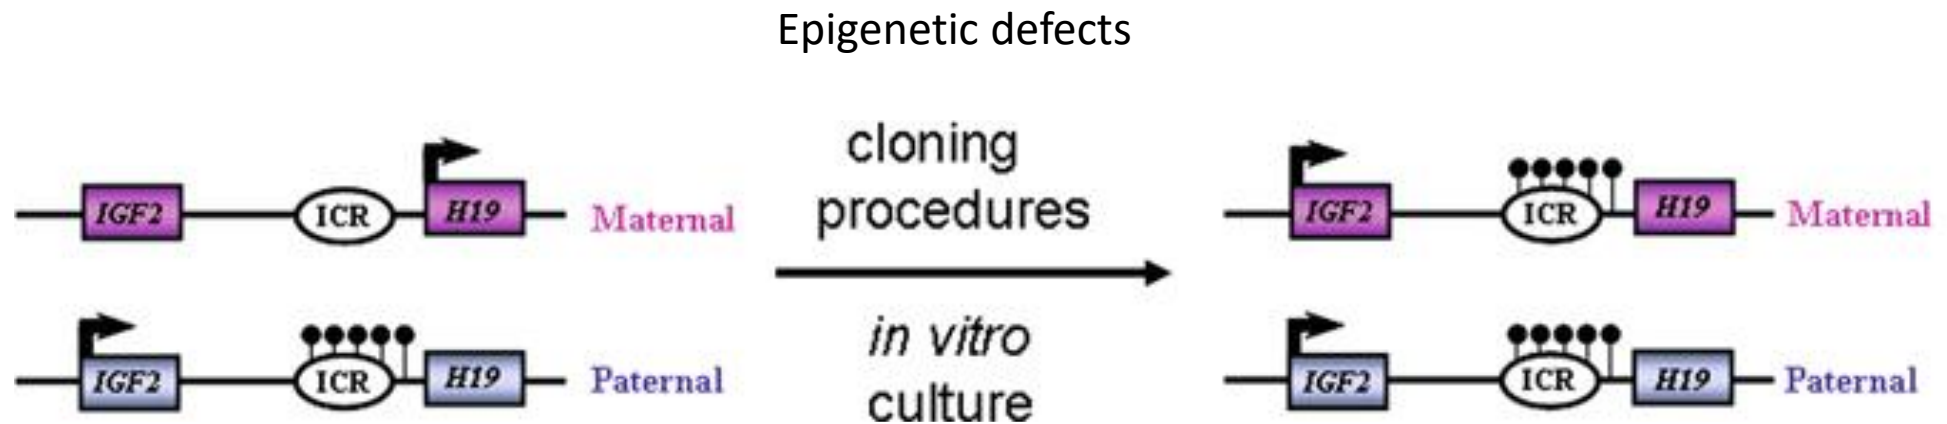 Epigenetic defects
cloning
procedures
in vitro
culture
IGF2 ICR H19 Maternal
IGF2 ICR H19 Paternal
IGF2 ICR H19 Maternal
IGF2 ICR H19 Paternal